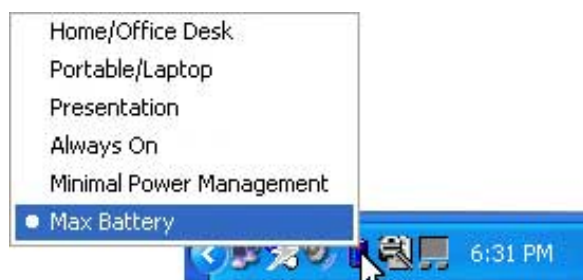 Home/Office Desk
Portable/Laptop
Presentation
Always On
Minimal Power Management
Max Battery
6:31 PM